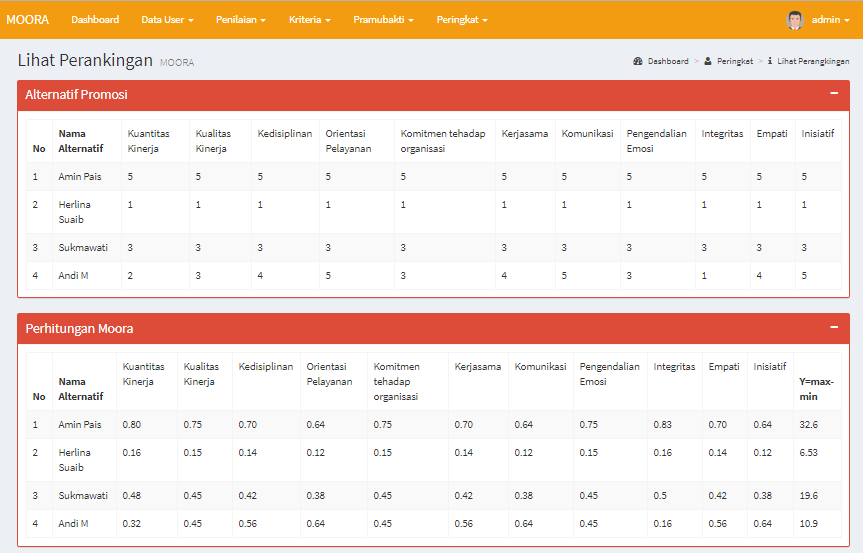 MOORA Dashboard Data User Penilaian Kriteria Pramubakti Peringkat admin
Lihat Perankingan MOORA Dashboard > Peringkat > Lihat Perangkingan
Alternatif Promosi
No Nama Alternatif Kuantitas Kinerja Kualitas Kinerja Kedisiplinan Orientasi Pelayanan Komitmen tehadap organisasi Kerjasama Komunikasi Pengendalian Emosi Integritas Empati Inisiatif
1 Amin Pais 5 5 5 5 5 5 5 5 5 5 5
2 Herlina Suaib 1 1 1 1 1 1 1 1 1 1 1
3 Sukmawati 3 3 3 3 3 3 3 3 3 3 3
4 Andi M 2 3 4 5 3 4 5 3 1 4 5
Perhitungan Moora
No Nama Alternatif Kuantitas Kinerja Kualitas Kinerja Kedisiplinan Orientasi Pelayanan Komitmen tehadap organisasi Kerjasama Komunikasi Pengendalian Emosi Integritas Empati Inisiatif Y=max-min
1 Amin Pais 0.80 0.75 0.70 0.64 0.75 0.70 0.64 0.75 0.83 0.70 0.64 32.6
2 Herlina Suaib 0.16 0.15 0.14 0.12 0.15 0.14 0.12 0.15 0.16 0.14 0.12 6.53
3 Sukmawati 0.48 0.45 0.42 0.38 0.45 0.42 0.38 0.45 0.5 0.42 0.38 19.6
4 Andi M 0.32 0.45 0.56 0.64 0.45 0.56 0.64 0.45 0.16 0.56 0.64 10.9